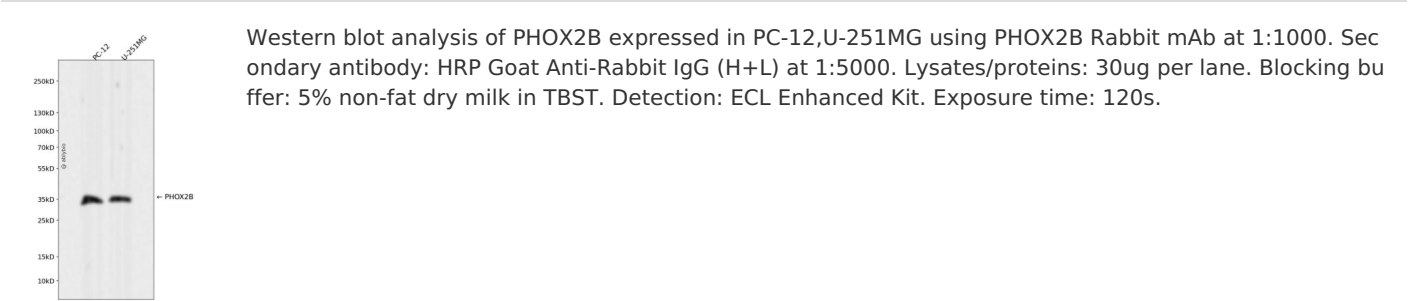 PC-12
U-251MG
Western blot analysis of PHOX2B expressed in PC-12,U-251MG using PHOX2B Rabbit mAb at 1:1000. Sec
ondary antibody: HRP Goat Anti-Rabbit IgG (H+L) at 1:5000. Lysates/proteins: 30ug per lane. Blocking bu
ffer: 5% non-fat dry milk in TBST. Detection: ECL Enhanced Kit. Exposure time: 120s.
250kD
130kD
100kD
70kD
55kD
35kD
← PHOX2B
25kD
15kD
10kD